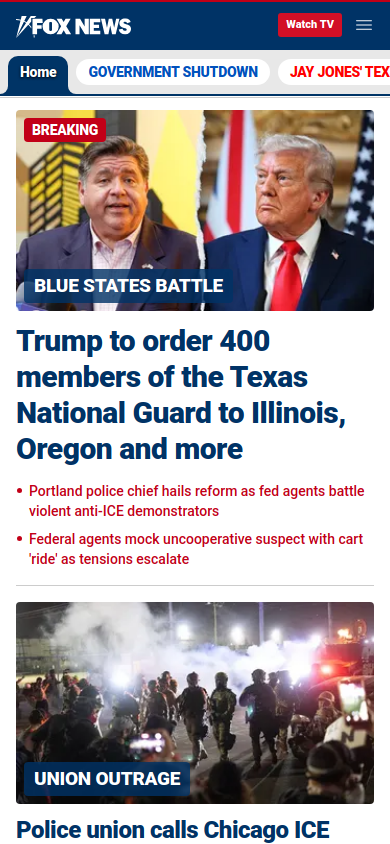 FOX NEWS
Watch TV
Home
GOVERNMENT SHUTDOWN
JAY JONES' TEX
BREAKING
BLUE STATES BATTLE
Trump to order 400
members of the Texas
National Guard to Illinois,
Oregon and more
• Portland police chief hails reform as fed agents battle
violent anti-ICE demonstrators
• Federal agents mock uncooperative suspect with cart
'ride' as tensions escalate
UNION OUTRAGE
Police union calls Chicago ICE